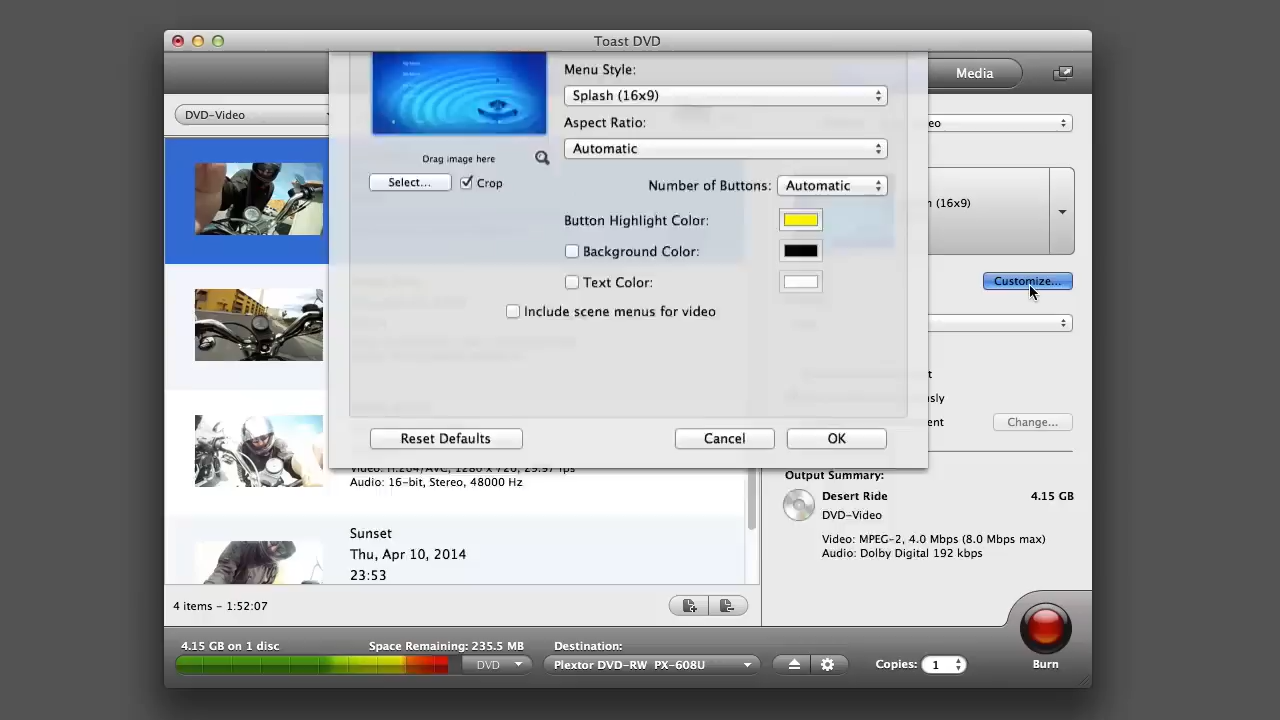 Toast DVD
Media
DVD-Video
Menu Style:
Splash (16x9)
Aspect Ratio:
Automatic
Drag image here
Select...
Crop
Number of Buttons:
Automatic
Button Highlight Color:
Background Color:
Text Color:
Include scene menus for video
Reset Defaults
Cancel
OK
eo
(16x9)
Customize...
Change...
Video: H.264/AVC, 1280 x 720, 29.97 fps
Audio: 16-bit, Stereo, 48000 Hz
Sunset
Thu, Apr 10, 2014
23:53
Output Summary:
Desert Ride
4.15 GB
DVD-Video
Video: MPEG-2, 4.0 Mbps (8.0 Mbps max)
Audio: Dolby Digital 192 kbps
4 items - 1:52:07
4.15 GB on 1 disc
Space Remaining: 235.5 MB
DVD
Destination:
Plextor DVD-RW PX-608U
Copies:
1
Burn